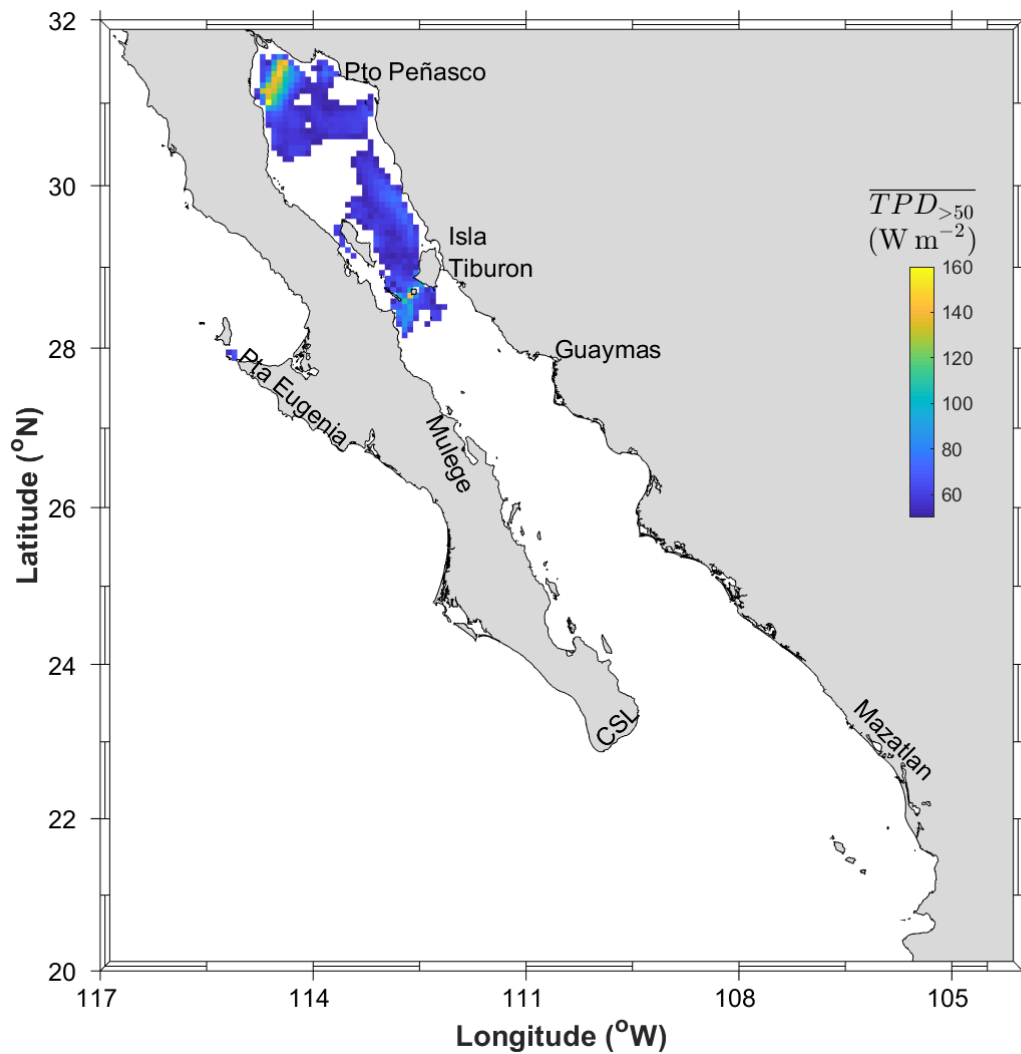 32
30
28
26
24
22
20
Latitude (°N)
117
114
111
108
105
Longitude (°W)
Pto Peñasco
Isla
Tiburon
Guaymas
Pta Eugenia
Mulege
CSL
Mazatlan
TPD>50
(W m⁻²)
160
140
120
100
80
60